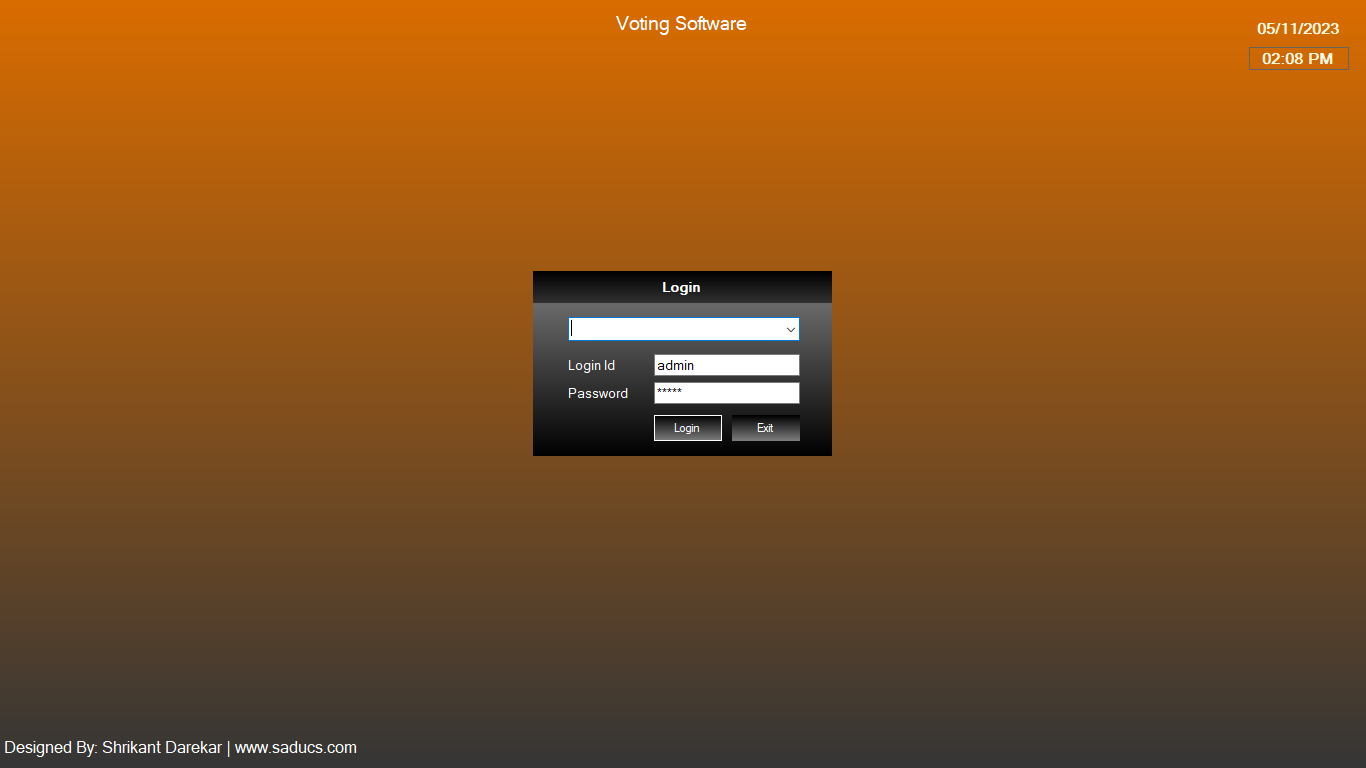 Voting Software
05/11/2023
02:08 PM
Login
Login Id admin
Password *****
Login Exit
Designed By: Shrikant Darekar | www.saducs.com